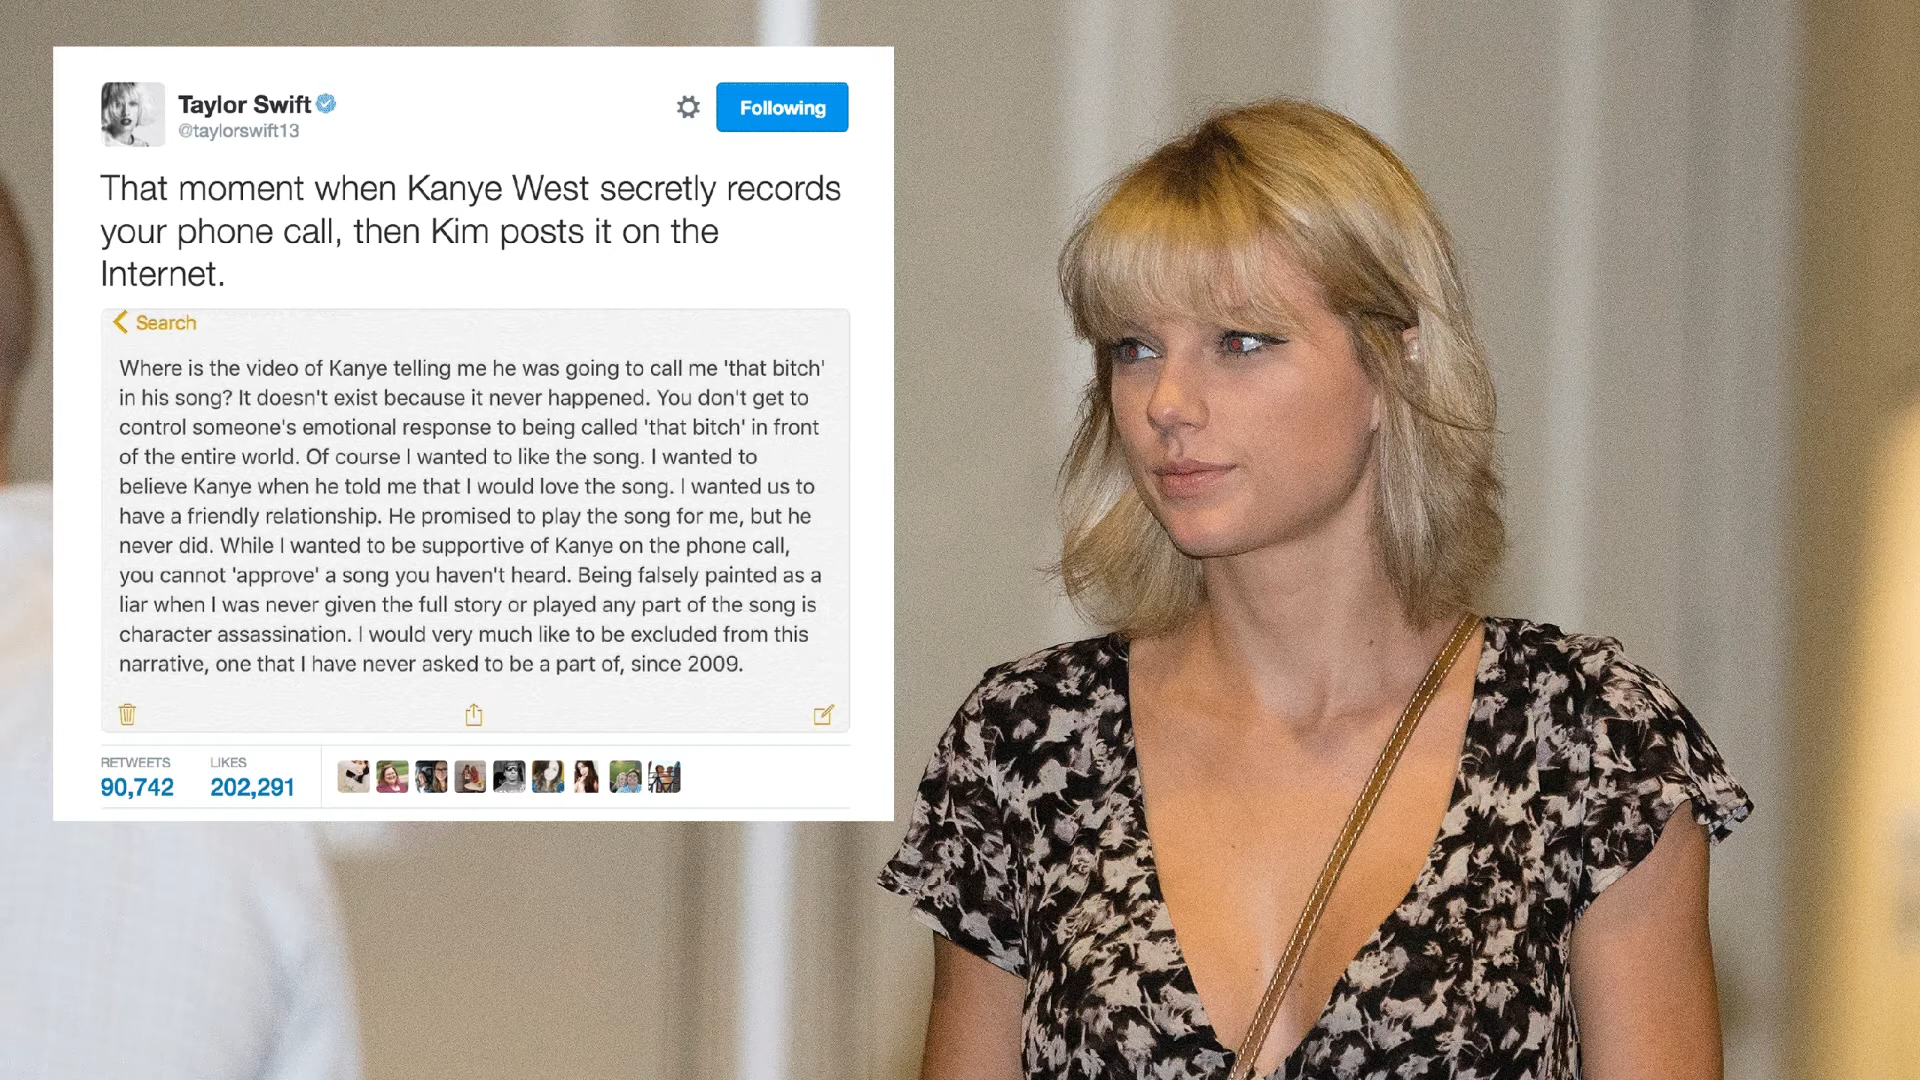 Taylor Swift
@taylorswift13
Following
That moment when Kanye West secretly records
your phone call, then Kim posts it on the
Internet.
Search
Where is the video of Kanye telling me he was going to call me 'that bitch'
in his song? It doesn't exist because it never happened. You don't get to
control someone's emotional response to being called 'that bitch' in front
of the entire world. Of course I wanted to like the song. I wanted to
believe Kanye when he told me that I would love the song. I wanted us to
have a friendly relationship. He promised to play the song for me, but he
never did. While I wanted to be supportive of Kanye on the phone call,
you cannot 'approve' a song you haven't heard. Being falsely painted as a
liar when I was never given the full story or played any part of the song is
character assassination. I would very much like to be excluded from this
narrative, one that I have never asked to be a part of, since 2009.
RETWEETS LIKES
90,742 202,291